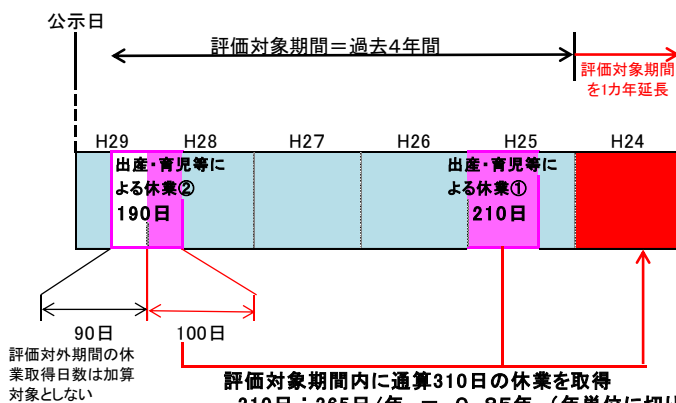 公示日
評価対象期間＝過去4年間
評価対象期間
を1カ年延長
H29 H28 H27 H26 H25 H24
出産・育児等に
よる休業②
190日
出産・育児等に
よる休業①
210日
90日
100日
評価対外期間の休
業取得日数は加算
対象としない
評価対象期間内に通算310日の休業を取得